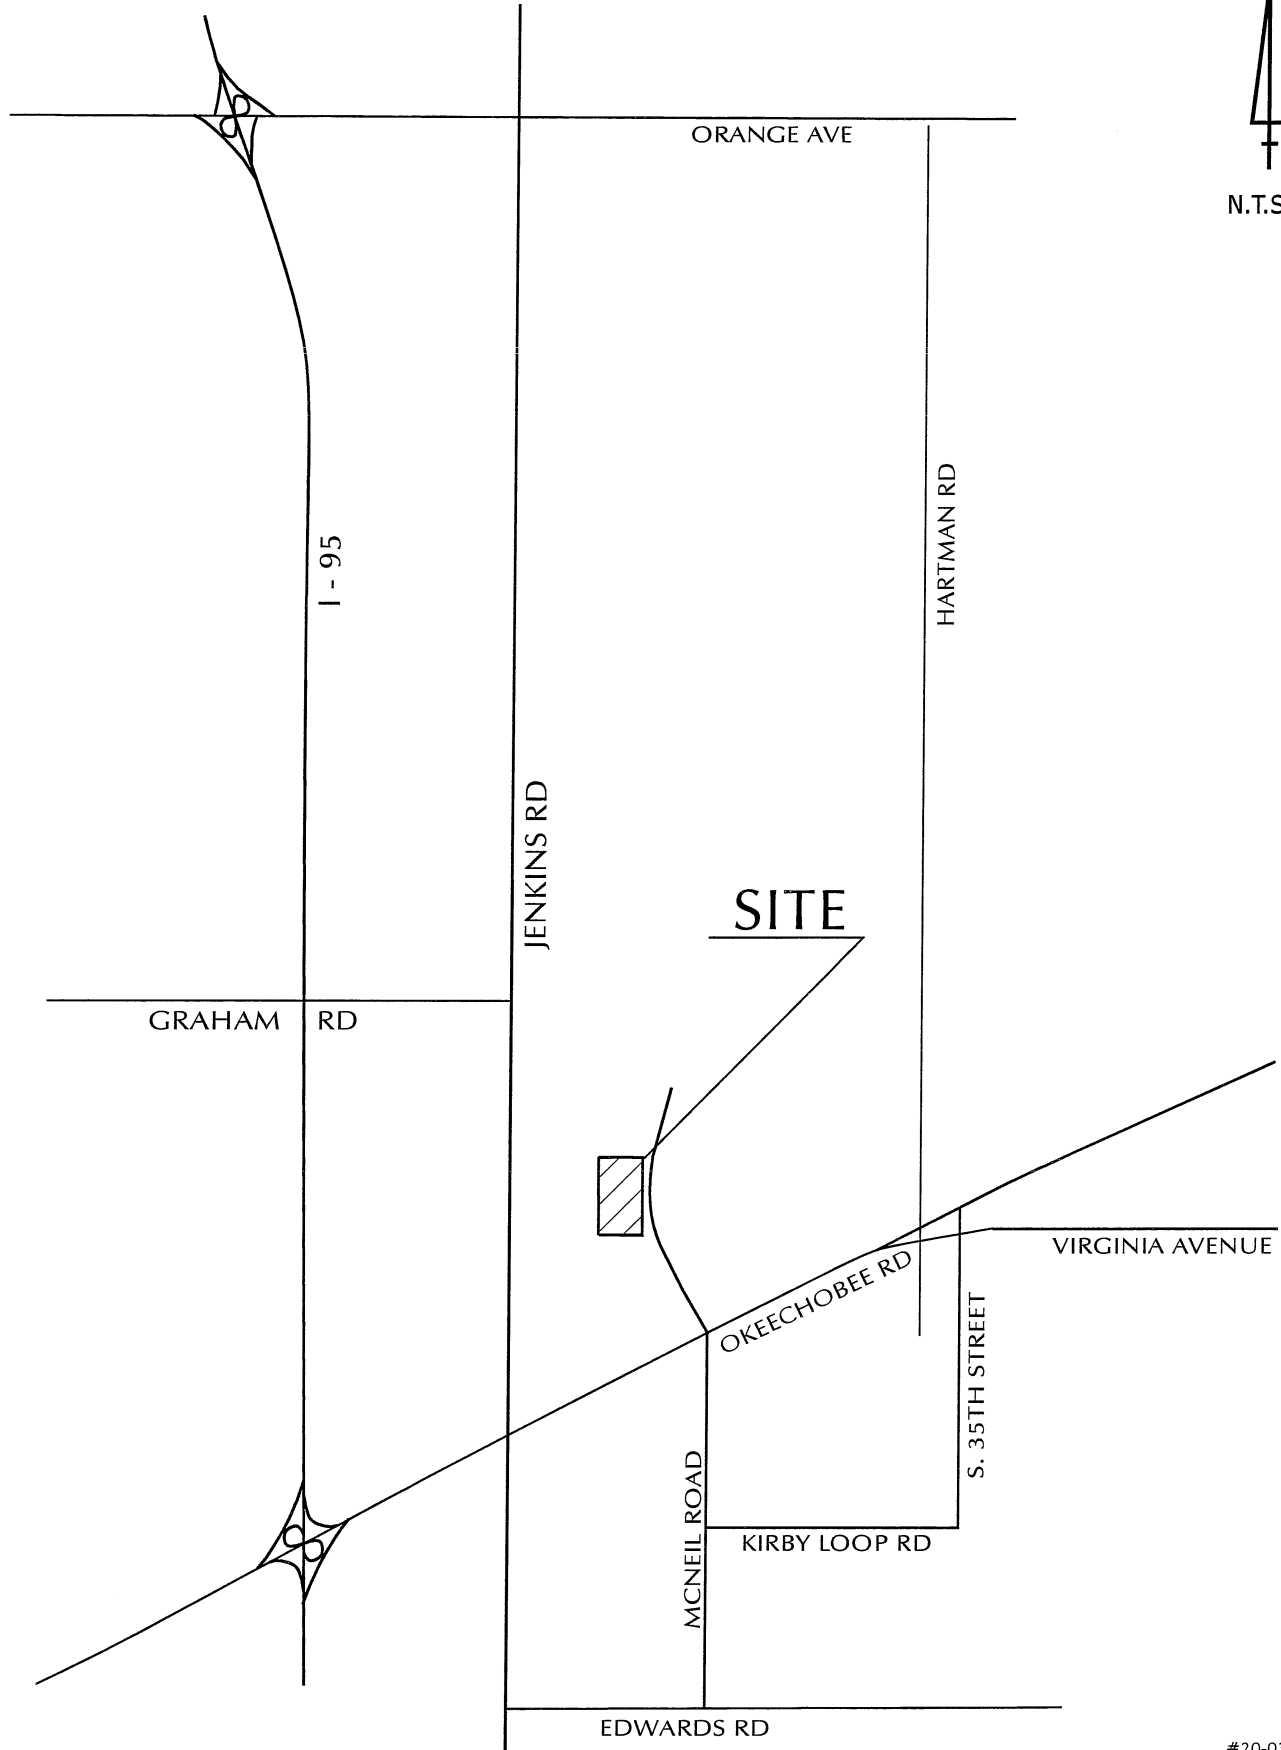 ORANGE AVE
N.T.S
HARTMAN RD
I - 95
JENKINS RD
SITE
GRAHAM RD
VIRGINIA AVENUE
OKEECHOBEE RD
S. 35TH STREET
MCNEIL ROAD
KIRBY LOOP RD
EDWARDS RD